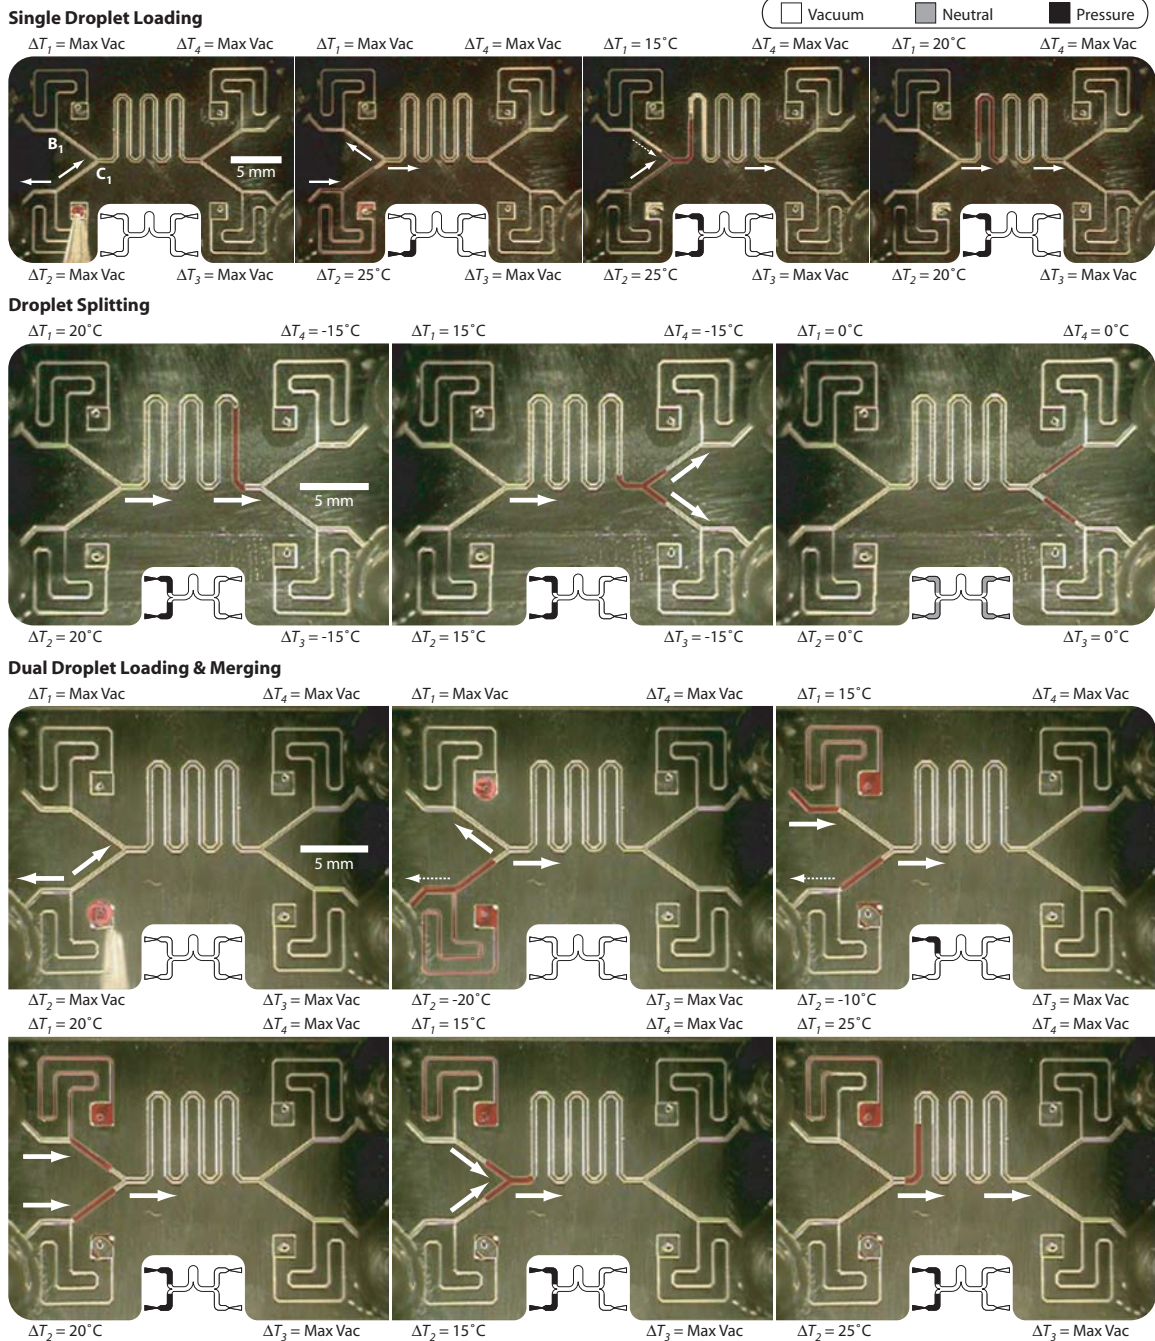 Single Droplet Loading
Vacuum Neutral Pressure
ΔT1 = Max Vac ΔT4 = Max Vac ΔT1 = Max Vac ΔT4 = Max Vac ΔT1 = 15˚C ΔT4 = Max Vac ΔT1 = 20˚C ΔT4 = Max Vac
B1
C1
5 mm
ΔT2 = Max Vac ΔT3 = Max Vac ΔT2 = 25˚C ΔT3 = Max Vac ΔT2 = 25˚C ΔT3 = Max Vac ΔT2 = 20˚C ΔT3 = Max Vac
Droplet Splitting
ΔT1 = 20˚C ΔT4 = -15˚C ΔT1 = 15˚C ΔT4 = -15˚C ΔT1 = 0˚C ΔT4 = 0˚C
5 mm
ΔT2 = 20˚C ΔT3 = -15˚C ΔT2 = 15˚C ΔT3 = -15˚C ΔT2 = 0˚C ΔT3 = 0˚C
Dual Droplet Loading & Merging
ΔT1 = Max Vac ΔT4 = Max Vac ΔT1 = Max Vac ΔT4 = Max Vac ΔT1 = 15˚C ΔT4 = Max Vac
5 mm
ΔT2 = Max Vac ΔT3 = Max Vac ΔT2 = -20˚C ΔT3 = Max Vac ΔT2 = -10˚C ΔT3 = Max Vac
ΔT1 = 20˚C ΔT4 = Max Vac ΔT1 = 15˚C ΔT4 = Max Vac ΔT1 = 25˚C ΔT4 = Max Vac
ΔT2 = 20˚C ΔT3 = Max Vac ΔT2 = 15˚C ΔT3 = Max Vac ΔT2 = 25˚C ΔT3 = Max Vac